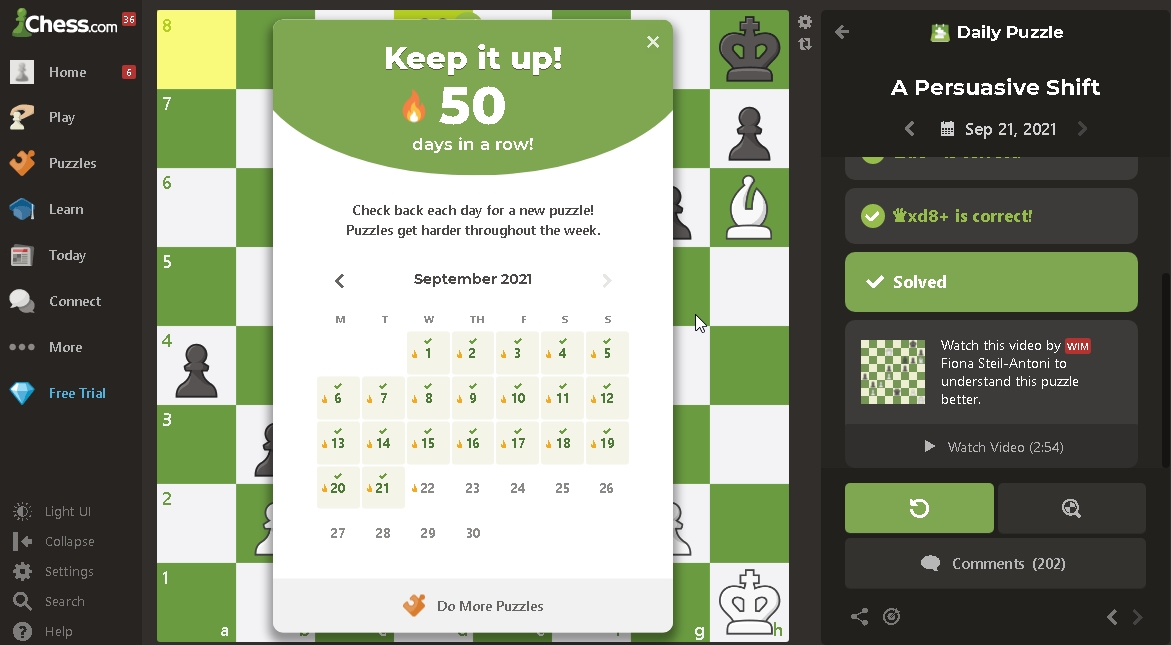 Chess.com 36
Home 6
Play
Puzzles
Learn
Today
Connect
More
Free Trial
Light UI
Collapse
Settings
Search
Help
8
7
6
5
4
3
2
1
a
g
h
Keep it up!
50
days in a row!
Check back each day for a new puzzle!
Puzzles get harder throughout the week.
September 2021
M T W TH F S S
1 2 3 4 5
6 7 8 9 10 11 12
13 14 15 16 17 18 19
20 21 22 23 24 25 26
27 28 29 30
Do More Puzzles
Daily Puzzle
A Persuasive Shift
Sep 21, 2021
xd8+ is correct!
Solved
Watch this video by WIM
Fiona Steil-Antoni to
understand this puzzle
better.
Watch Video (2:54)
Comments (202)